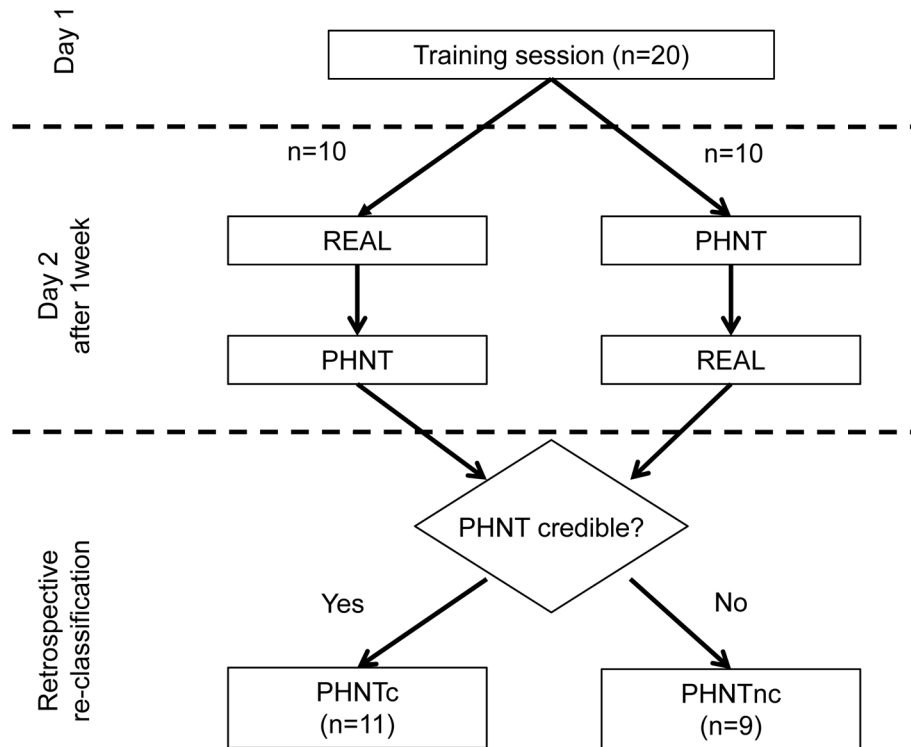 Day 1
Training session (n=20)
n=10
n=10
Day 2
after 1week
REAL
PHNT
PHNT
REAL
Retrospective
re-classification
PHNT credible?
Yes
No
PHNTc
(n=11)
PHNTnc
(n=9)